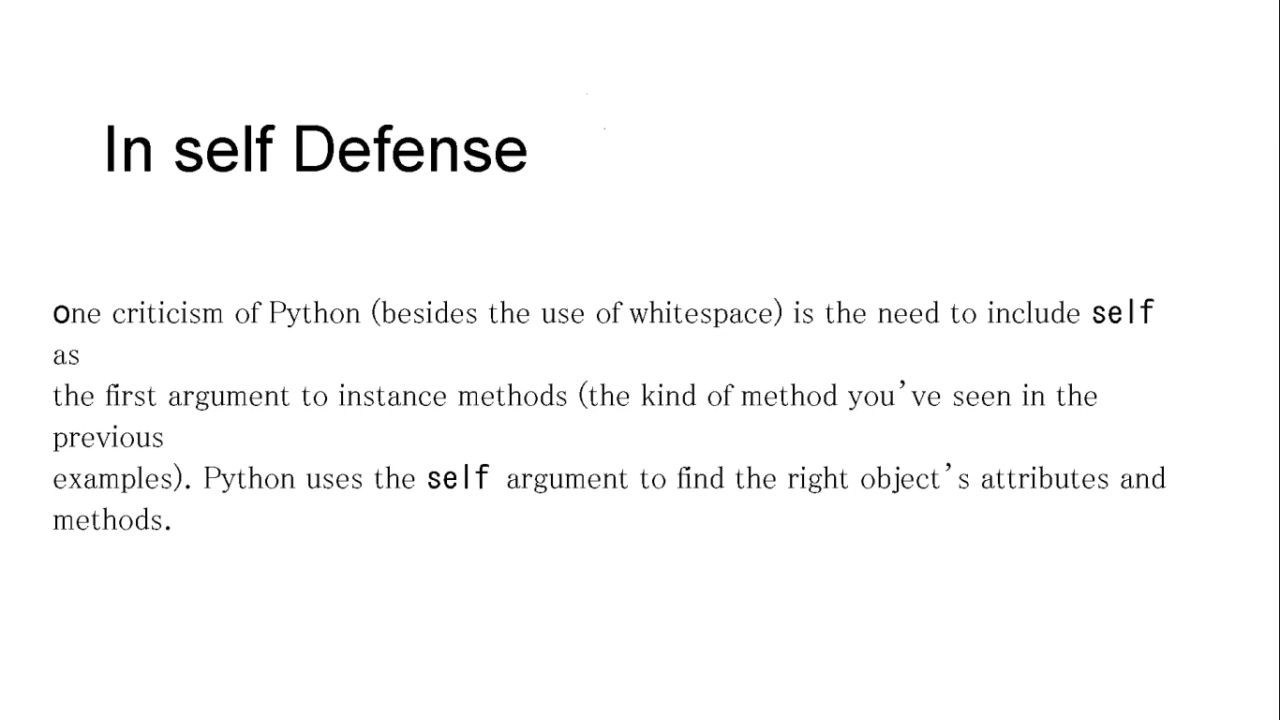 In self Defense
one criticism of Python (besides the use of whitespace) is the need to include self
as
the first argument to instance methods (the kind of method you’ve seen in the
previous
examples). Python uses the self argument to find the right object’s attributes and
methods.